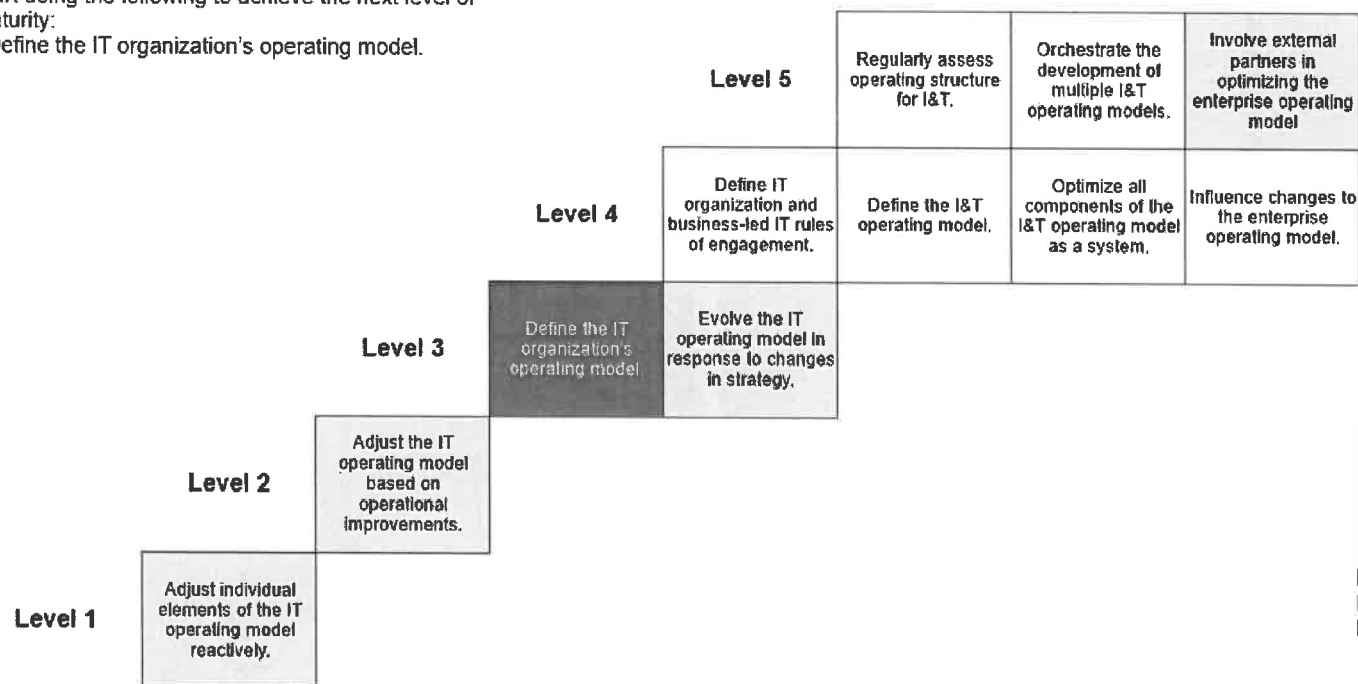 efine the IT organization's operating model.
Level 5
Regularly assess
operating structure
for I&T.
Orchestrate the
development of
multiple I&T
operating models.
Involve external
partners in
optimizing the
enterprise operating
model
Level 4
Define IT
organization and
business-led IT rules
of engagement.
Define the I&T
operating model.
Optimize all
components of the
I&T operating model
as a system.
Influence changes to
the enterprise
operating model.
Level 3
Define the IT
organization's
operating model
Evolve the IT
operating model in
response to changes
in strategy.
Level 2
Adjust the IT
operating model
based on
operational
improvements.
Level 1
Adjust individual
elements of the IT
operating model
reactively.